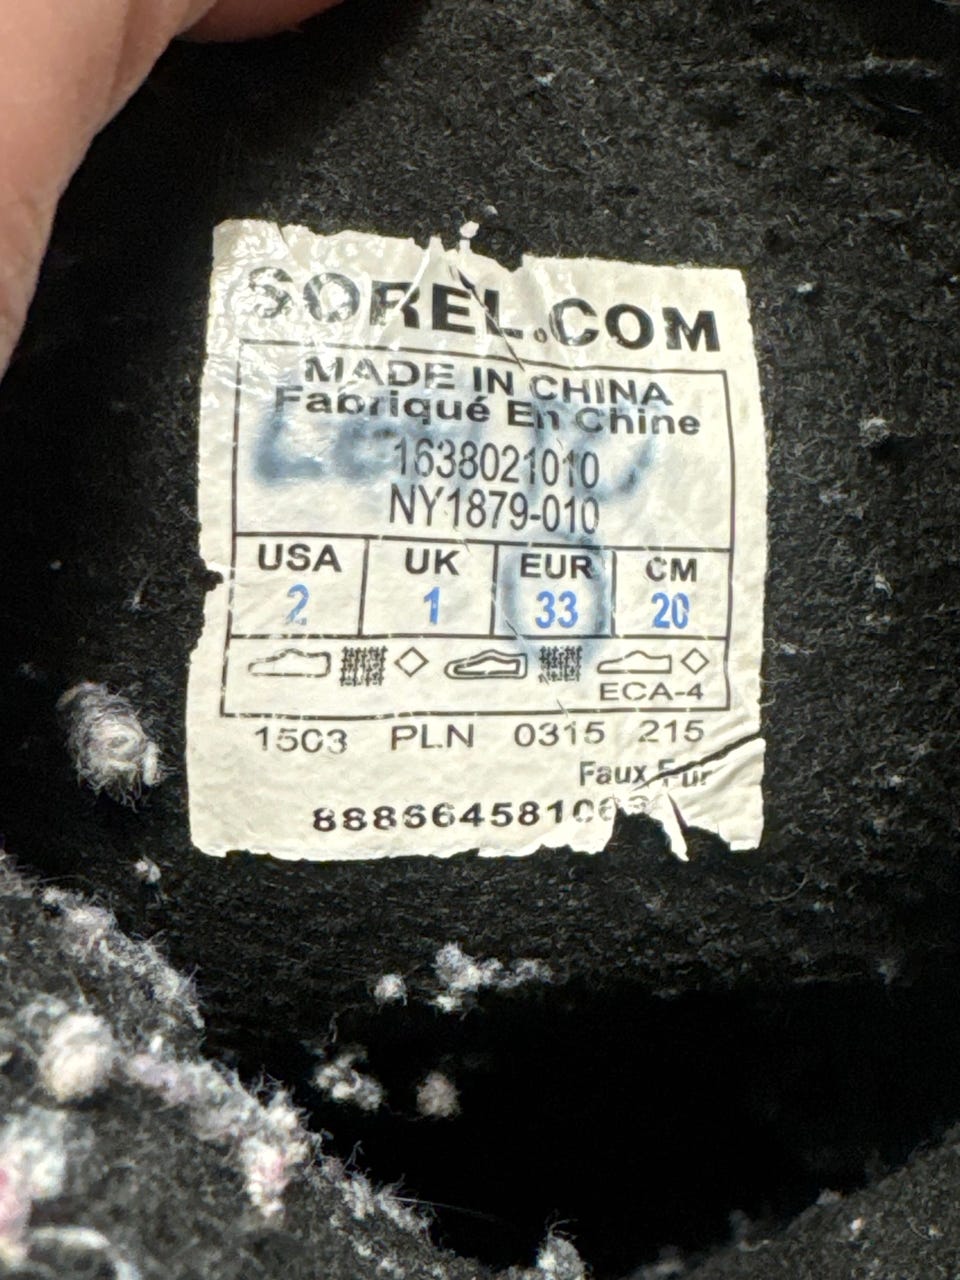 SOREL.COM
MADE IN CHINA
Fabriqué En Chine
1638021010
NY1879-010
USA UK EUR CM
2 1 33 20
ECA-4
1503 PLN 0315 215
Faux Fur